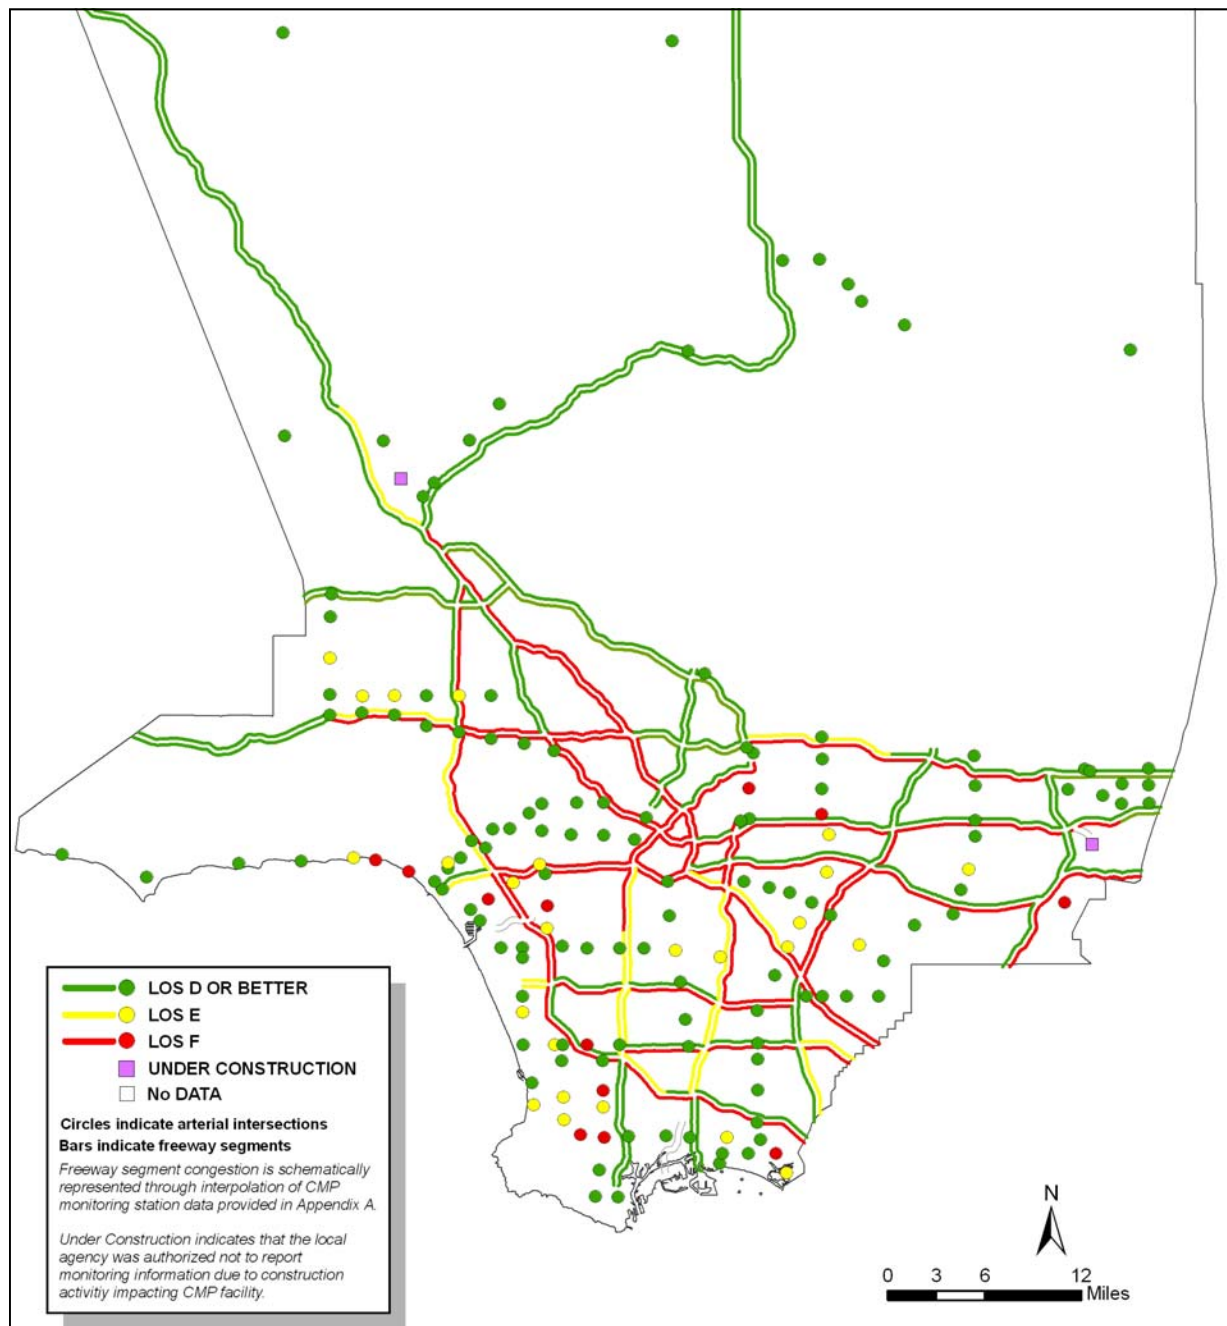 LOS D OR BETTER
LOS E
LOS F
UNDER CONSTRUCTION
No DATA
Circles indicate arterial intersections
Bars indicate freeway segments
Freeway segment congestion is schematically
represented through interpolation of CMP
monitoring station data provided in Appendix A.
Under Construction indicates that the local
agency was authorized not to report
monitoring information due to construction
activitiy impacting CMP facility.
N
0 3 6 12
Miles